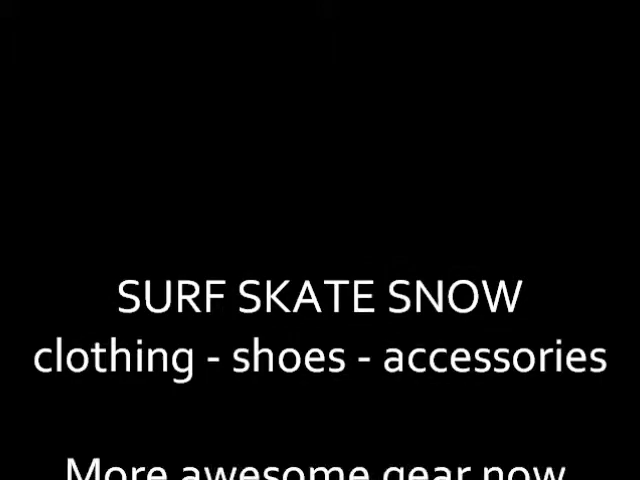 SURF SKATE SNOW
clothing - shoes - accessories
More awesome gear now